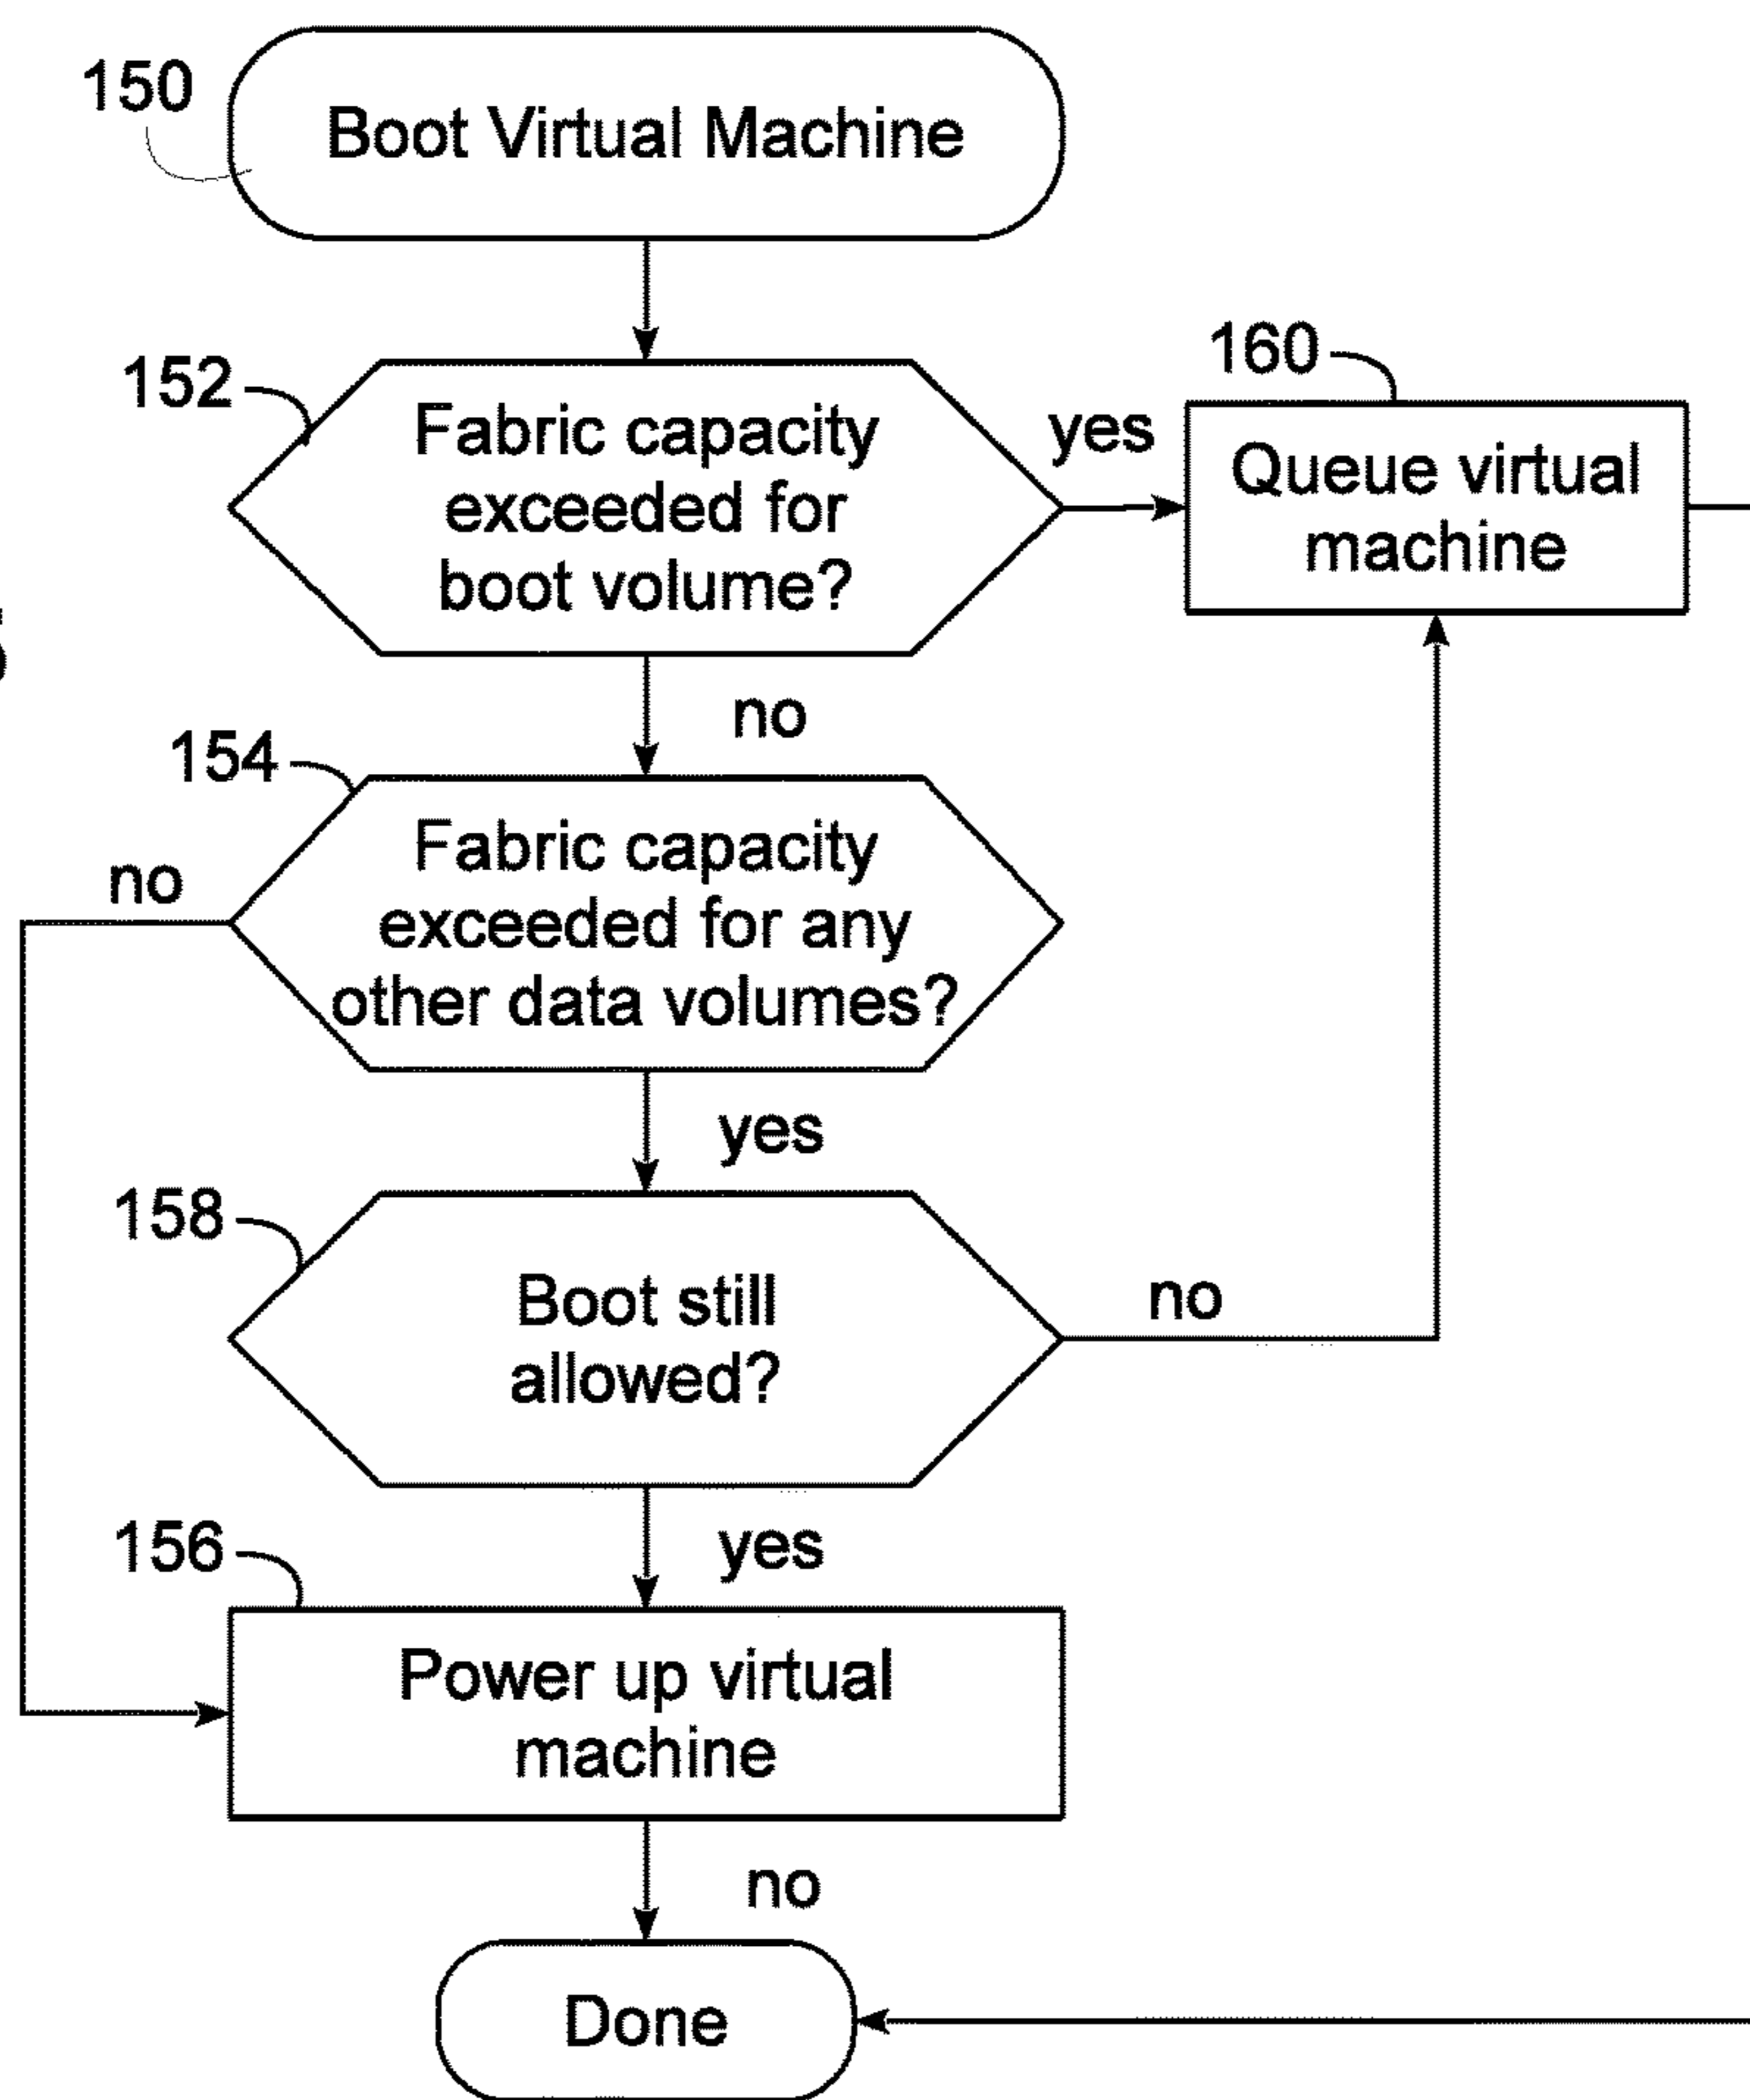 150
Boot Virtual Machine
152
Fabric capacity
exceeded for
boot volume?
yes
160
Queue virtual
machine
no
154
Fabric capacity
exceeded for any
other data volumes?
no
yes
158
Boot still
allowed?
no
yes
156
Power up virtual
machine
no
Done